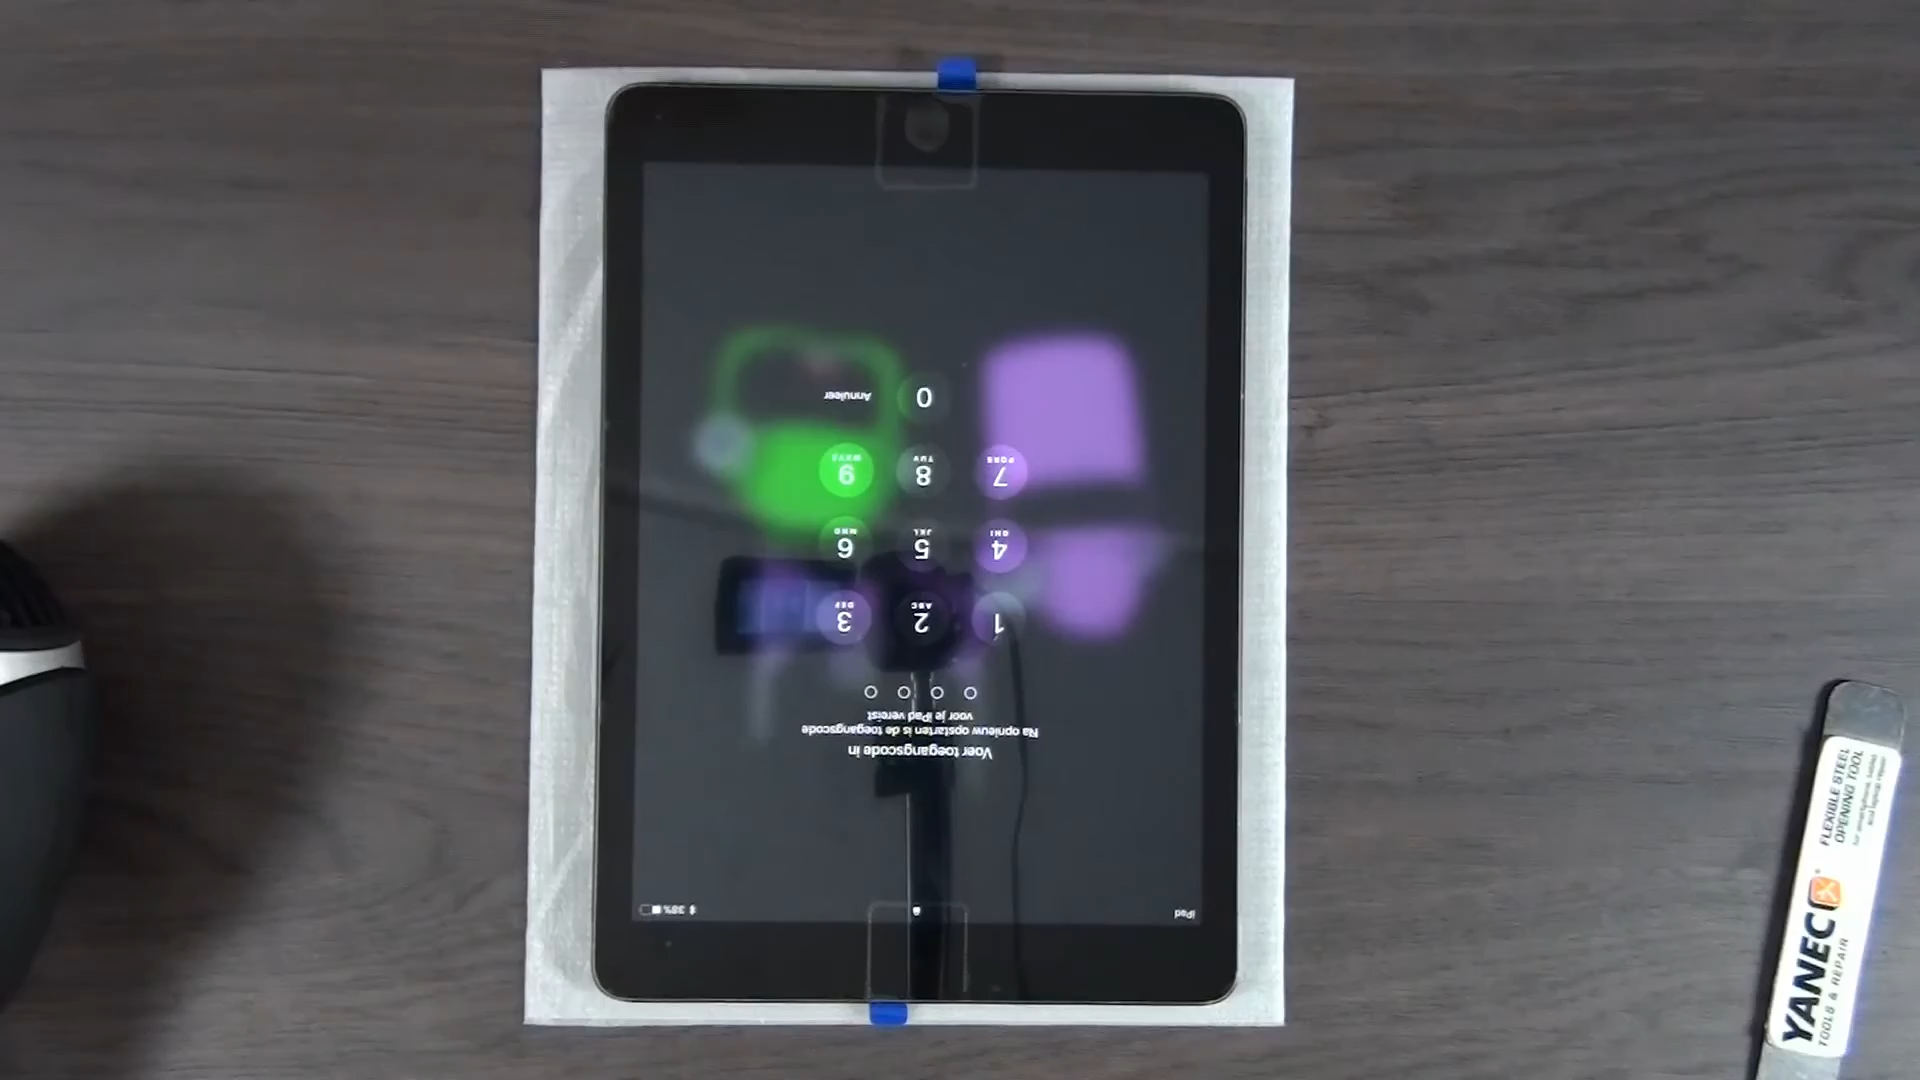 iPad
38%
Voer toegangscode in
Na opnieuw opstarten is de toegangscode
voor je iPad vereist
1
2 ABC
3 DEF
4 GHI
5 JKL
6 MNO
7 PQRS
8 TUV
9 WXYZ
0
Annuleer
YANEC
TOOLS & REPAIR
FLEXIBLE STEEL
OPENING TOOL